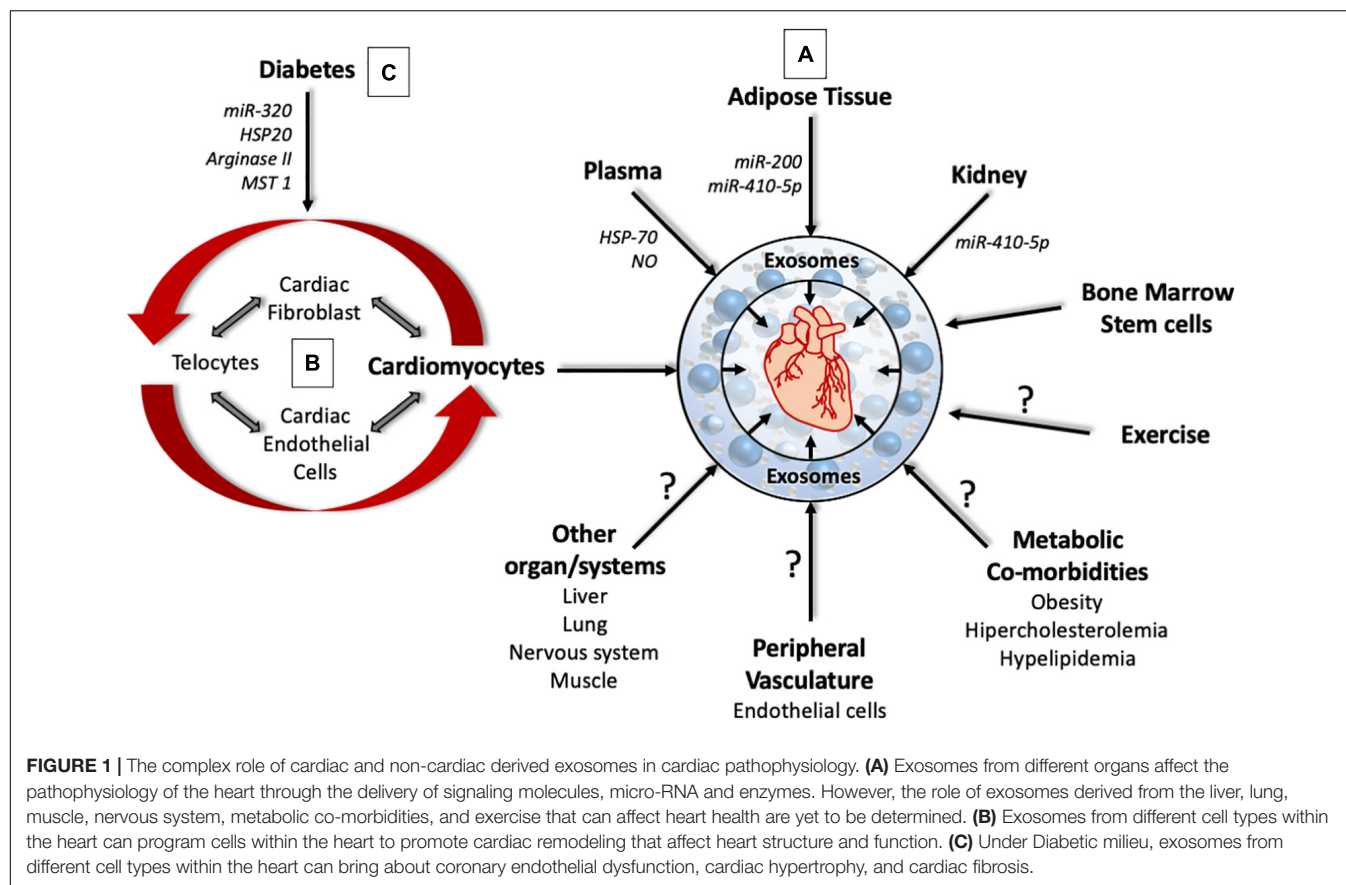 Diabetes
C
miR-320
HSP20
Arginase II
MST 1
Cardiac
Fibroblast
Telocytes
B
Cardiomyocytes
Cardiac
Endothelial
Cells
A
Adipose Tissue
miR-200
miR-410-5p
Plasma
HSP-70
NO
Kidney
miR-410-5p
Exosomes
Bone Marrow
Stem cells
?
Exercise
Exosomes
?
Other
organ/systems
Liver
Lung
Nervous system
Muscle
?
Peripheral
Vasculature
Endothelial cells
?
Metabolic
Co-morbidities
Obesity
Hipercholesterolemia
Hypelipidemia
FIGURE 1 | The complex role of cardiac and non-cardiac derived exosomes in cardiac pathophysiology. (A) Exosomes from different organs affect the
pathophysiology of the heart through the delivery of signaling molecules, micro-RNA and enzymes. However, the role of exosomes derived from the liver, lung,
muscle, nervous system, metabolic co-morbidities, and exercise that can affect heart health are yet to be determined. (B) Exosomes from different cell types within
the heart can program cells within the heart to promote cardiac remodeling that affect heart structure and function. (C) Under Diabetic milieu, exosomes from
different cell types within the heart can bring about coronary endothelial dysfunction, cardiac hypertrophy, and cardiac fibrosis.